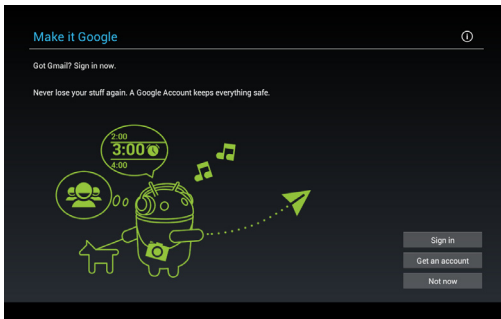 Make it Google
Got Gmail? Sign in now.
Never lose your stuff again. A Google Account keeps everything safe.
2:00
3:00
4:00
Sign in
Get an account
Not now